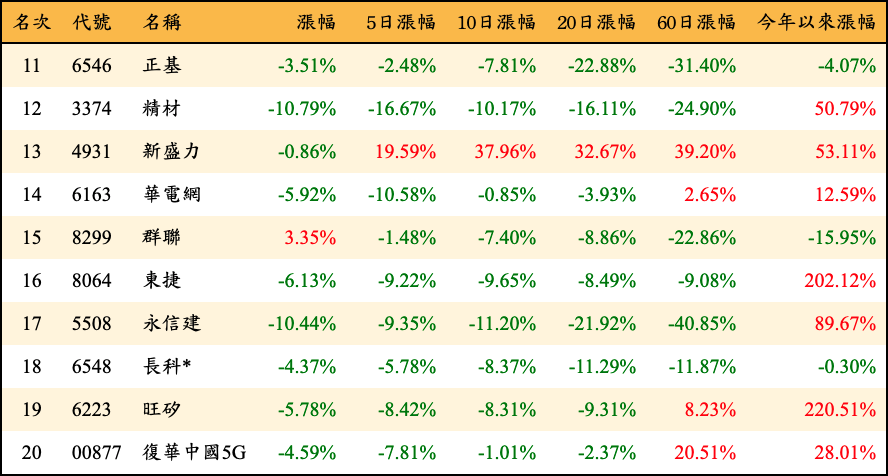 名次 代號 名稱 漲幅 5日漲幅 10日漲幅 20日漲幅 60日漲幅 今年以來漲幅
11 6546 正基 -3.51% -2.48% -7.81% -22.88% -31.40% -4.07%
12 3374 精材 -10.79% -16.67% -10.17% -16.11% -24.90% 50.79%
13 4931 新盛力 -0.86% 19.59% 37.96% 32.67% 39.20% 53.11%
14 6163 華電網 -5.92% -10.58% -0.85% -3.93% 2.65% 12.59%
15 8299 群聯 3.35% -1.48% -7.40% -8.86% -22.86% -15.95%
16 8064 東捷 -6.13% -9.22% -9.65% -8.49% -9.08% 202.12%
17 5508 永信建 -10.44% -9.35% -11.20% -21.92% -40.85% 89.67%
18 6548 長科* -4.37% -5.78% -8.37% -11.29% -11.87% -0.30%
19 6223 旺矽 -5.78% -8.42% -8.31% -9.31% 8.23% 220.51%
20 00877 復華中國5G -4.59% -7.81% -1.01% -2.37% 20.51% 28.01%